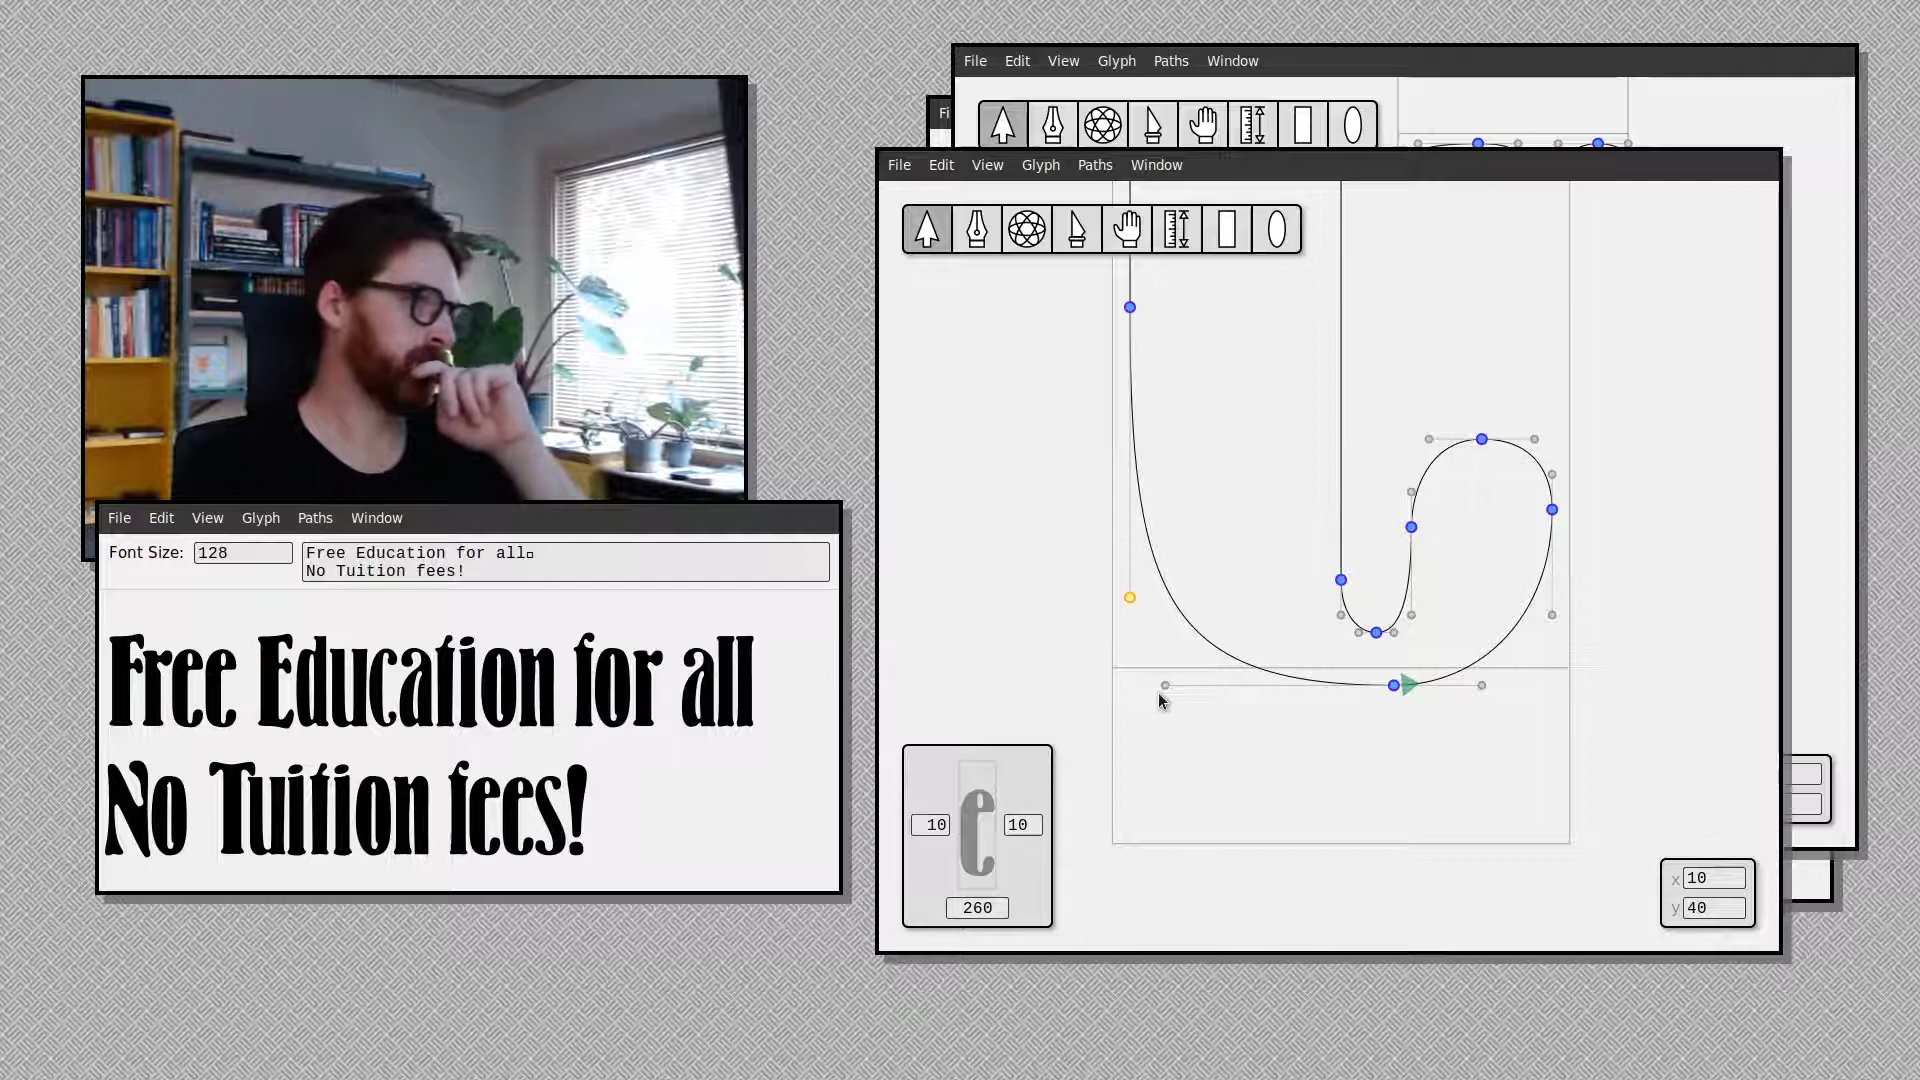 File Edit View Glyph Paths Window
Fi
File Edit View Glyph Paths Window
File Edit View Glyph Paths Window
Font Size: 128 Free Education for all
No Tuition fees!
Free Education for all
No Tuition fees!
10 e 10
260
x 10
y 40